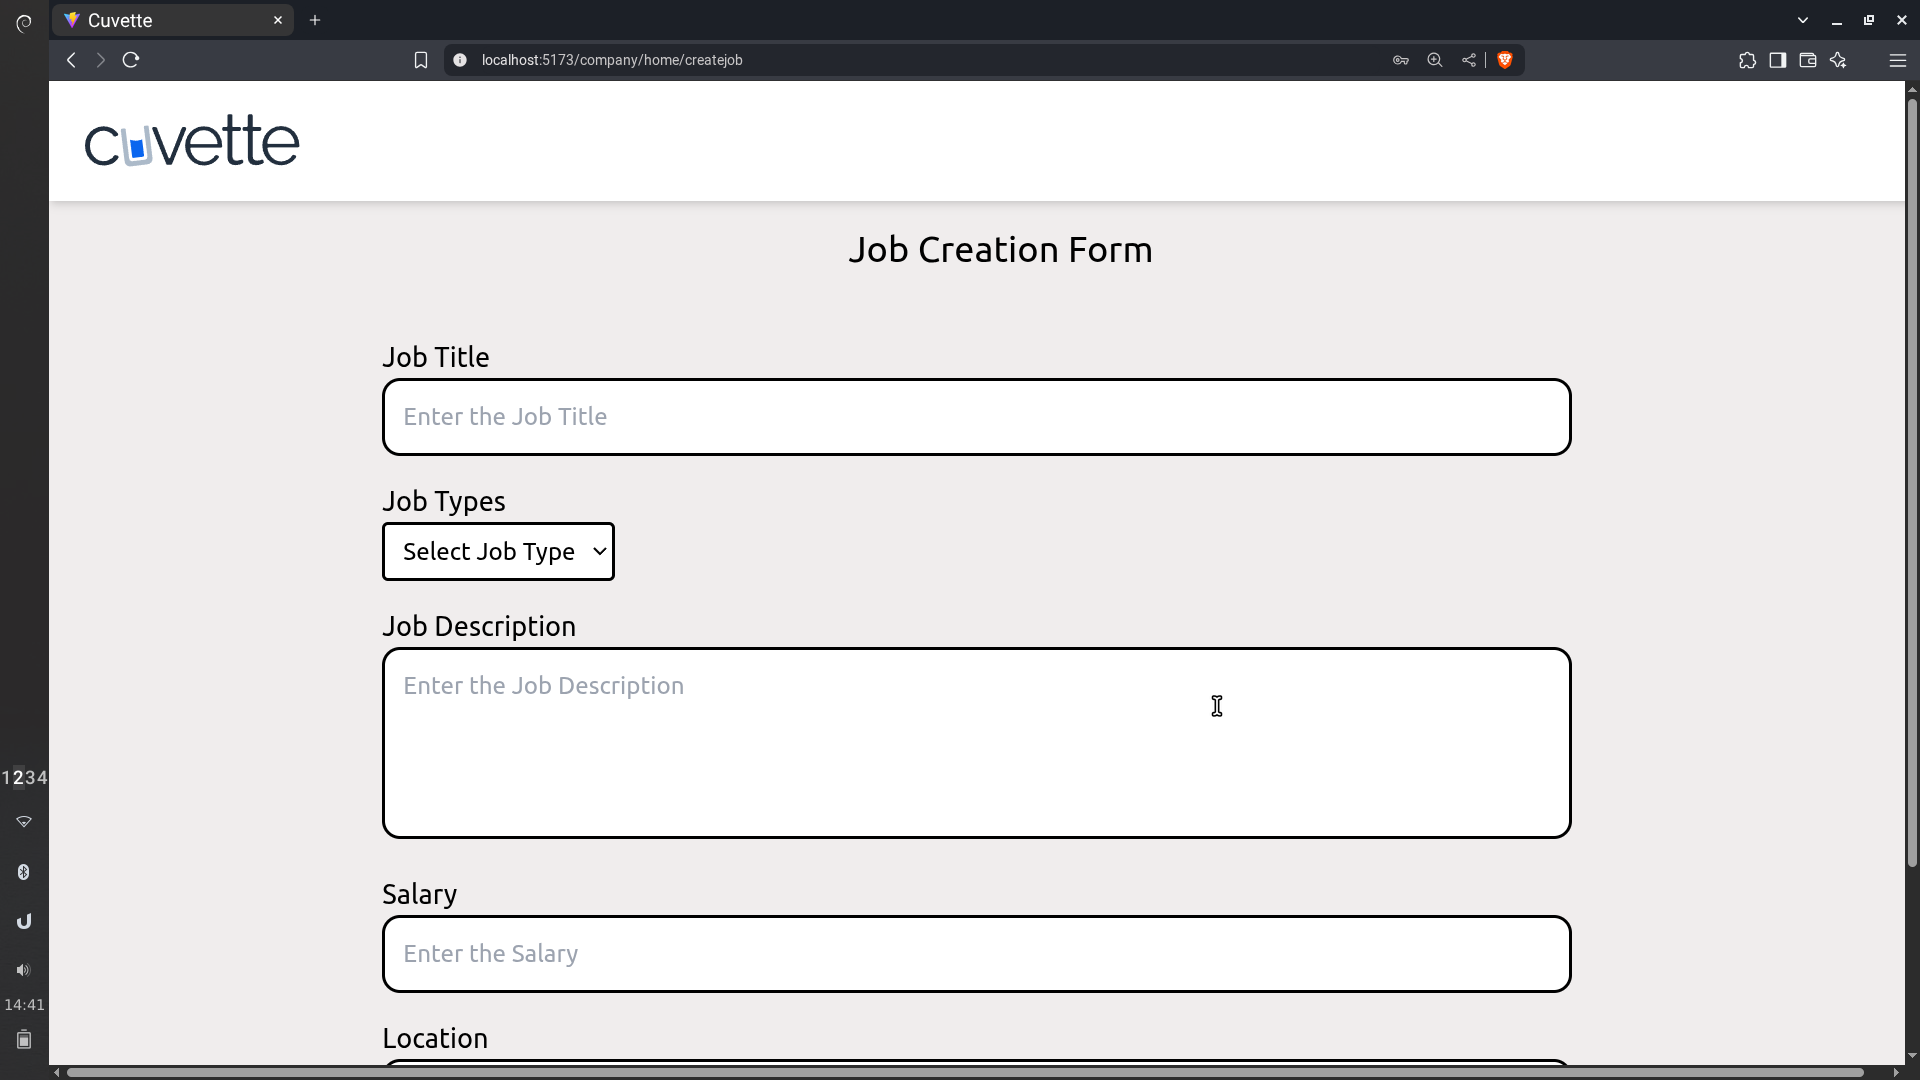 Cuvette
localhost:5173/company/home/createjob
cuvette
Job Creation Form
Job Title
Enter the Job Title
Job Types
Select Job Type
Job Description
Enter the Job Description
Salary
Enter the Salary
Location
1234
14:41